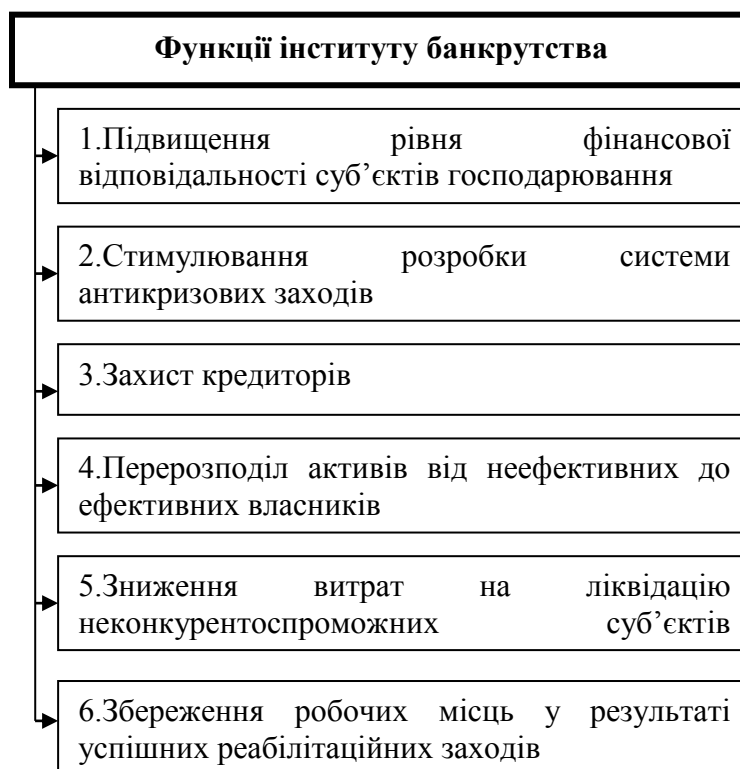 Функції інституту банкрутства
1.Підвищення рівня фінансової
відповідальності суб’єктів господарювання
2.Стимулювання розробки системи
антикризових заходів
3.Захист кредиторів
4.Перерозподіл активів від неефективних до
ефективних власників
5.Зниження витрат на ліквідацію
неконкурентоспроможних суб’єктів
6.Збереження робочих місць у результаті
успішних реабілітаційних заходів